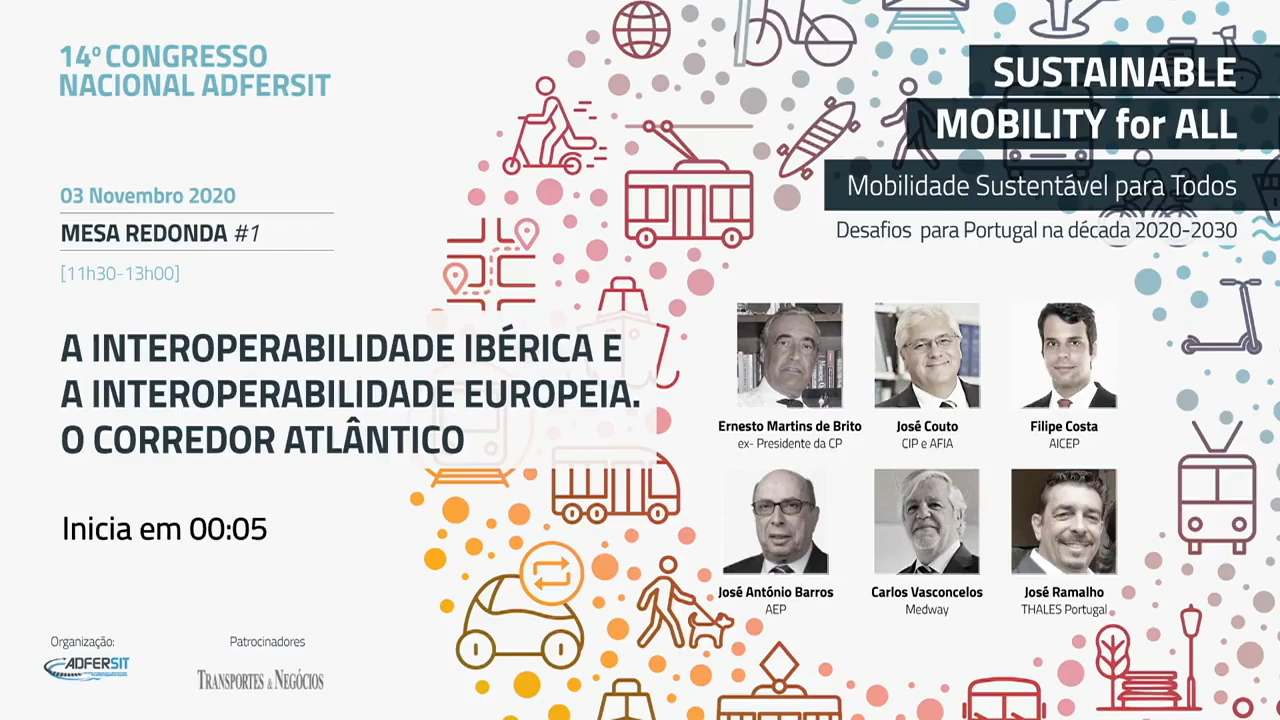 14º CONGRESSO
NACIONAL ADFERSIT
SUSTAINABLE
MOBILITY for ALL
Mobilidade Sustentável para Todos
Desafios para Portugal na década 2020-2030
03 Novembro 2020
MESA REDONDA #1
[11h30-13h00]
A INTEROPERABILIDADE IBÉRICA E
A INTEROPERABILIDADE EUROPEIA.
O CORREDOR ATLÂNTICO
Inicia em 00:05
Ernesto Martins de Brito
ex- Presidente da CP
José Couto
CIP e AFIA
Filipe Costa
AICEP
José António Barros
AEP
Carlos Vasconcelos
Medway
José Ramalho
THALES Portugal
Organização:
ADFERSIT
Patrocinadores
TRANSPORTES & NEGÓCIOS